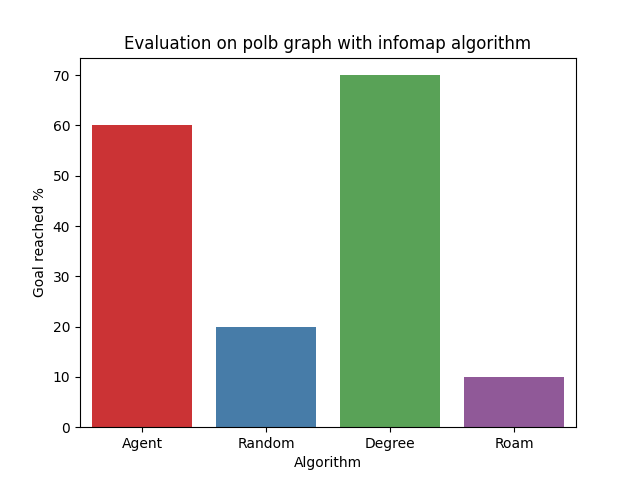 Evaluation on polb graph with infomap algorithm
Goal reached %
70
60
50
40
30
20
10
0
Agent Random Degree Roam
Algorithm